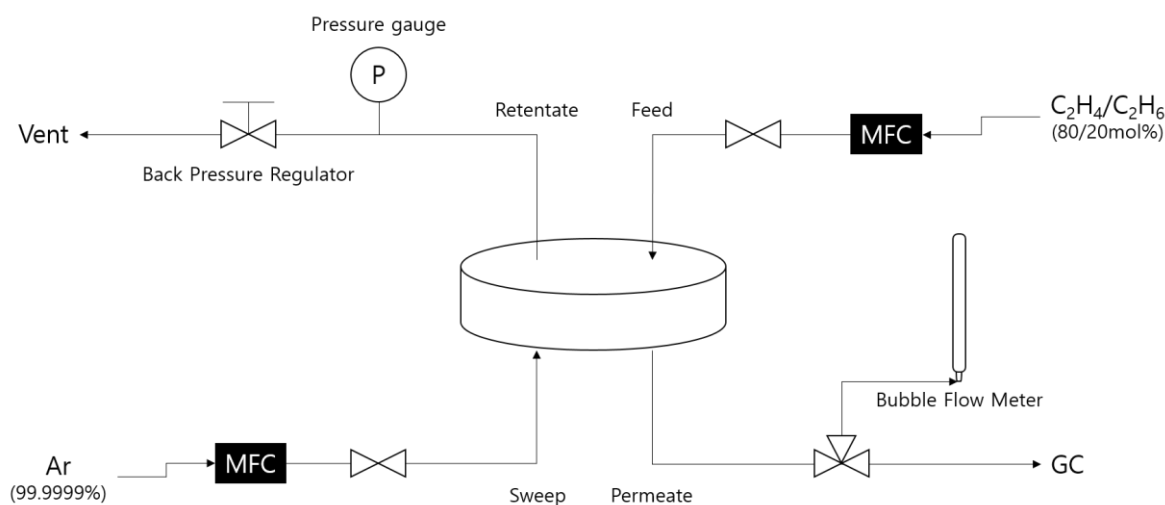 Pressure gauge
P
Retentate
Feed
C₂H₄/C₂H₆
(80/20mol%)
Vent
MFC
Back Pressure Regulator
Bubble Flow Meter
Ar
(99.9999%)
MFC
GC
Sweep
Permeate